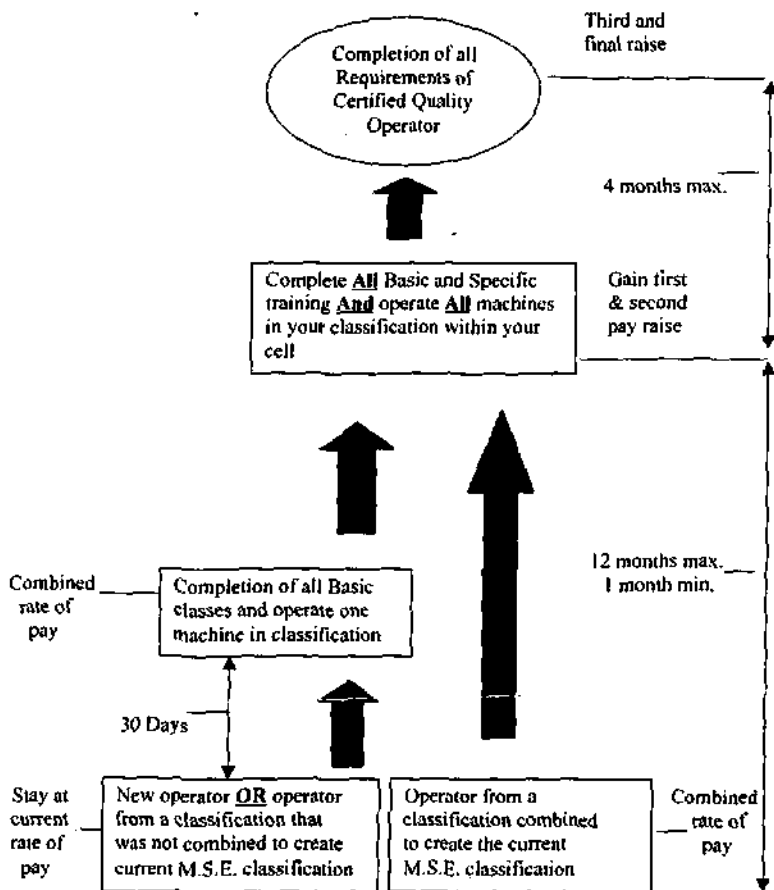 Third and
final raise
Completion of all
Requirements of
Certified Quality
Operator
4 months max.
Complete All Basic and Specific
training And operate All machines
in your classification within your
cell
Gain first
& second
pay raise
12 months max.
1 month min.
Combined
rate of
pay
Completion of all Basic
classes and operate one
machine in classification
30 Days
Stay at
current
rate of
pay
New operator OR operator
from a classification that
was not combined to create
current M.S.E. classification
Operator from a
classification combined
to create the current
M.S.E. classification
Combined
rate of
pay